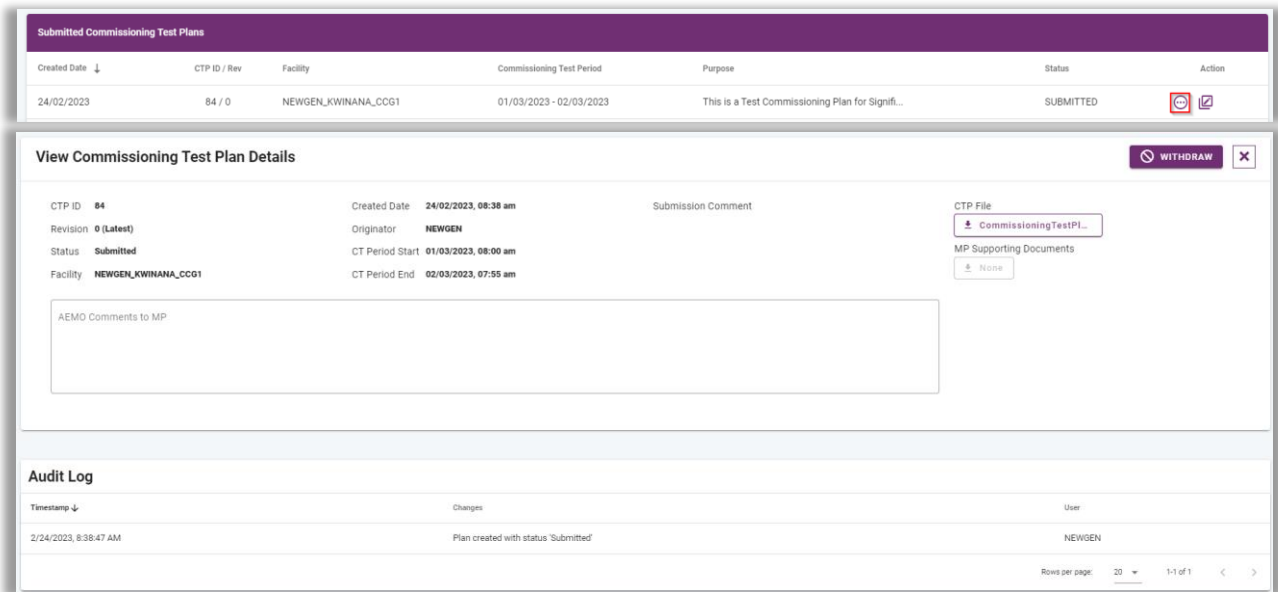 Submitted Commissioning Test Plans
Created Date ↓ CTP ID / Rev Facility Commissioning Test Period Purpose Status Action
24/02/2023 84 / 0 NEWGEN_KWINANA_CCG1 01/03/2023 - 02/03/2023 This is a Test Commissioning Plan for Signifi... SUBMITTED
View Commissioning Test Plan Details WITHDRAW
CTP ID 84 Created Date 24/02/2023, 08:38 am Submission Comment CTP File
Revision 0 (Latest) Originator NEWGEN CommissioningTestPl...
Status Submitted CT Period Start 01/03/2023, 08:00 am MP Supporting Documents
Facility NEWGEN_KWINANA_CCG1 CT Period End 02/03/2023, 07:55 am None
AEMO Comments to MP
Audit Log
Timestamp ↓ Changes User
2/24/2023, 8:38:47 AM Plan created with status 'Submitted' NEWGEN
Rows per page: 20 1-1 of 1